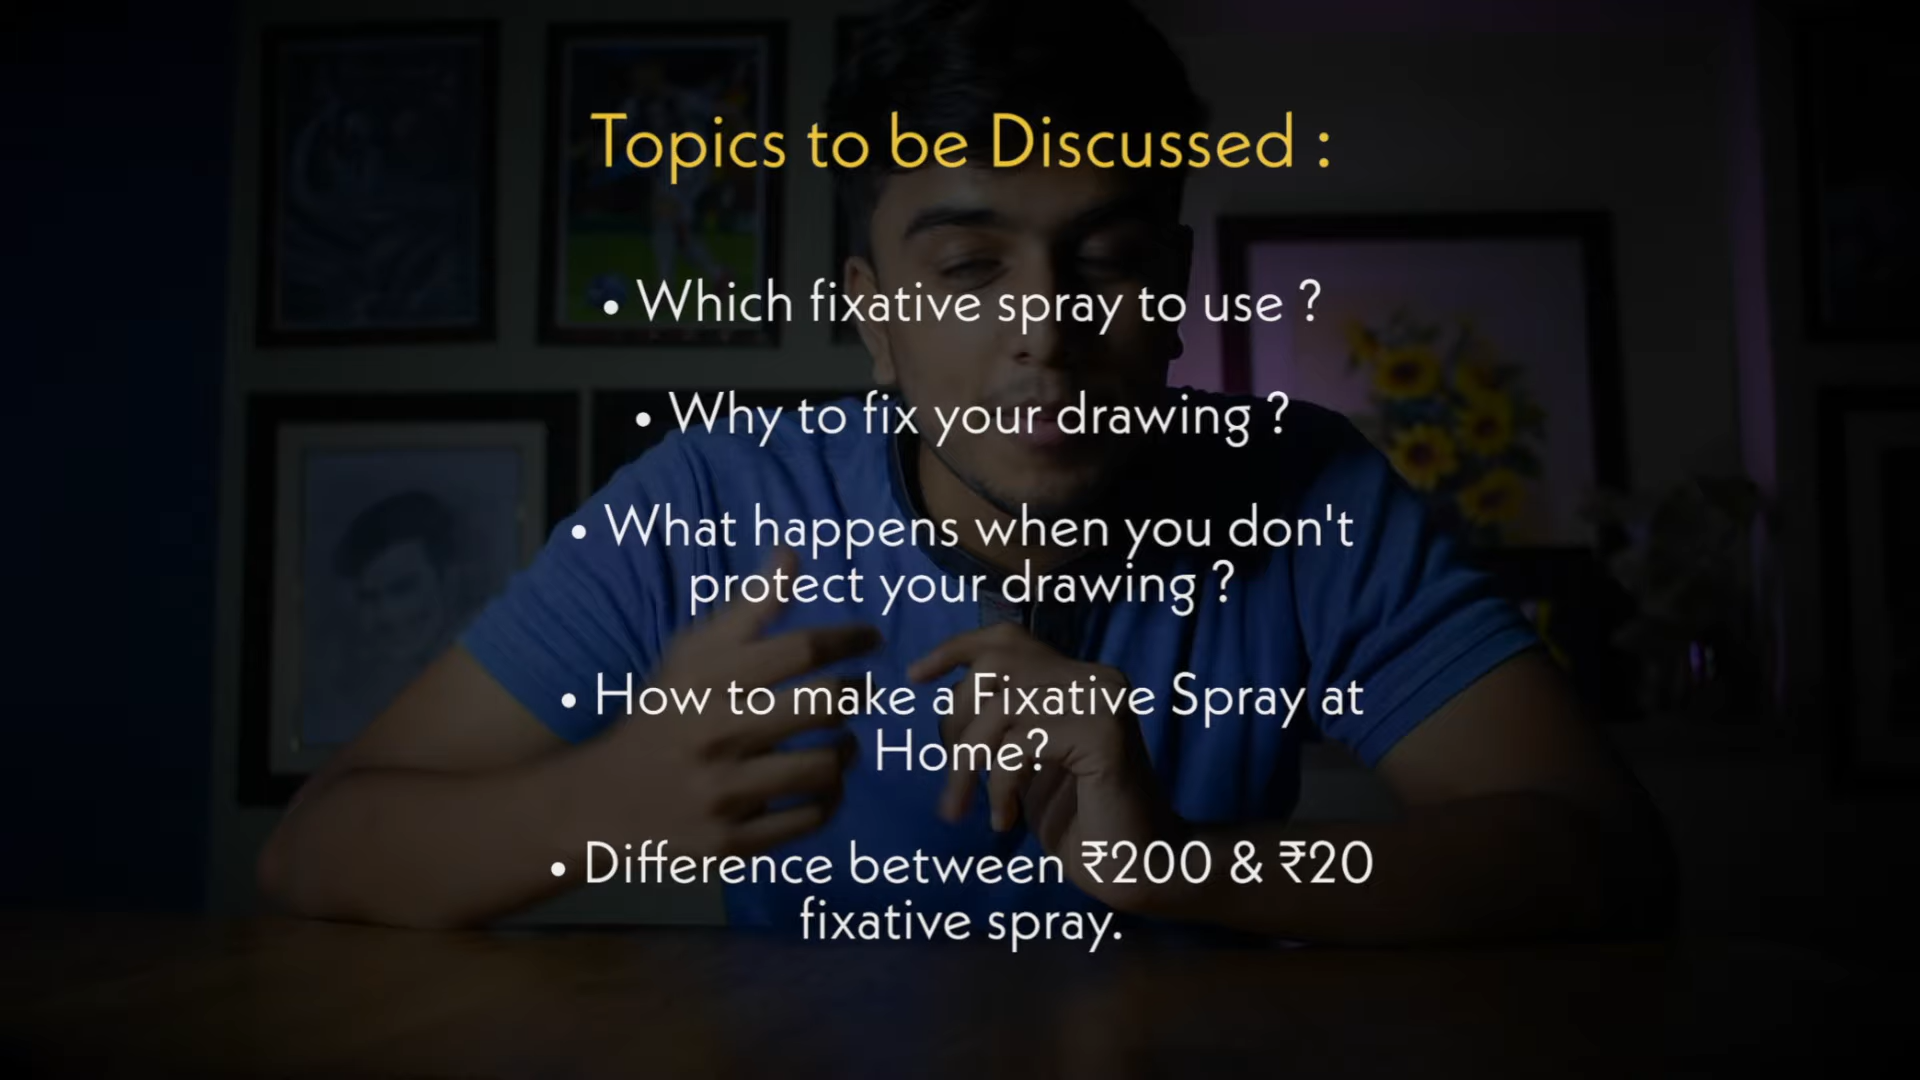 Topics to be Discussed :
• Which fixative spray to use ?
• Why to fix your drawing ?
• What happens when you don't
protect your drawing ?
• How to make a Fixative Spray at
Home?
• Difference between ₹200 & ₹20
fixative spray.